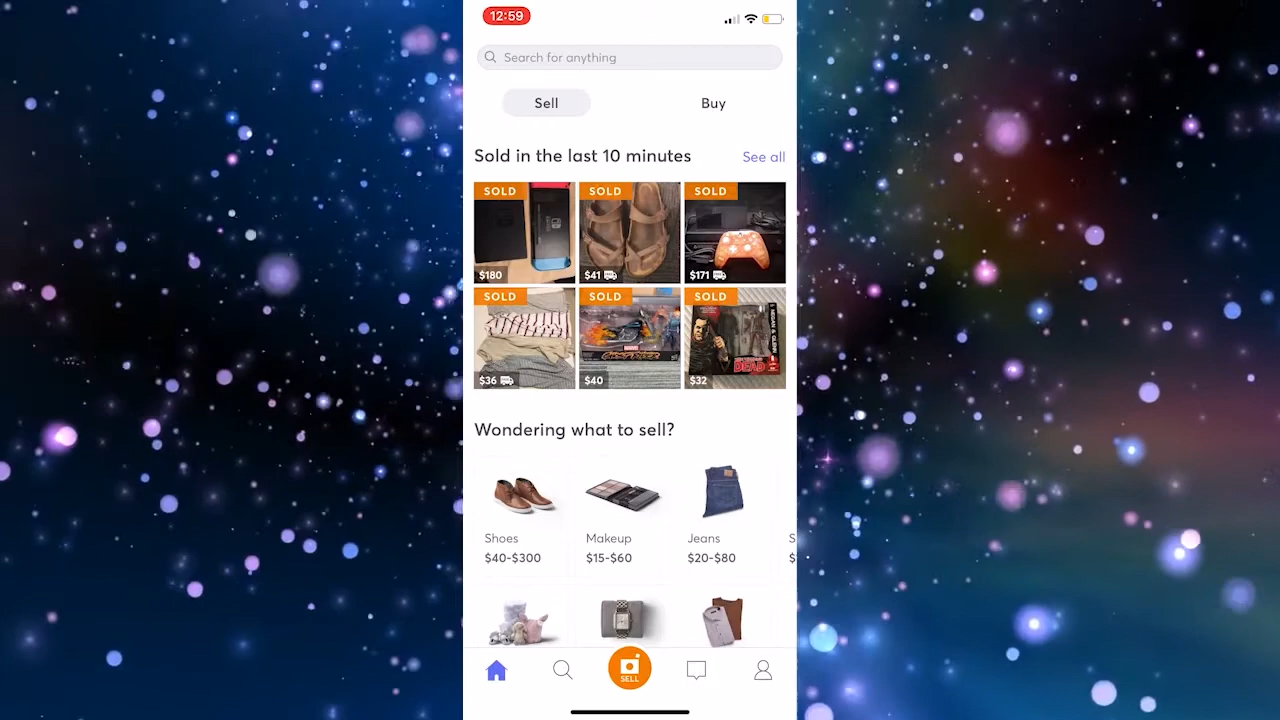 12:59
Search for anything
Sell
Buy
Sold in the last 10 minutes
See all
SOLD
SOLD
SOLD
$180
$41
$171
SOLD
SOLD
SOLD
MARVEL
DEAD
$36
$40
$32
Wondering what to sell?
Shoes
Makeup
Jeans
S
$40-$300
$15-$60
$20-$80
$
SELL